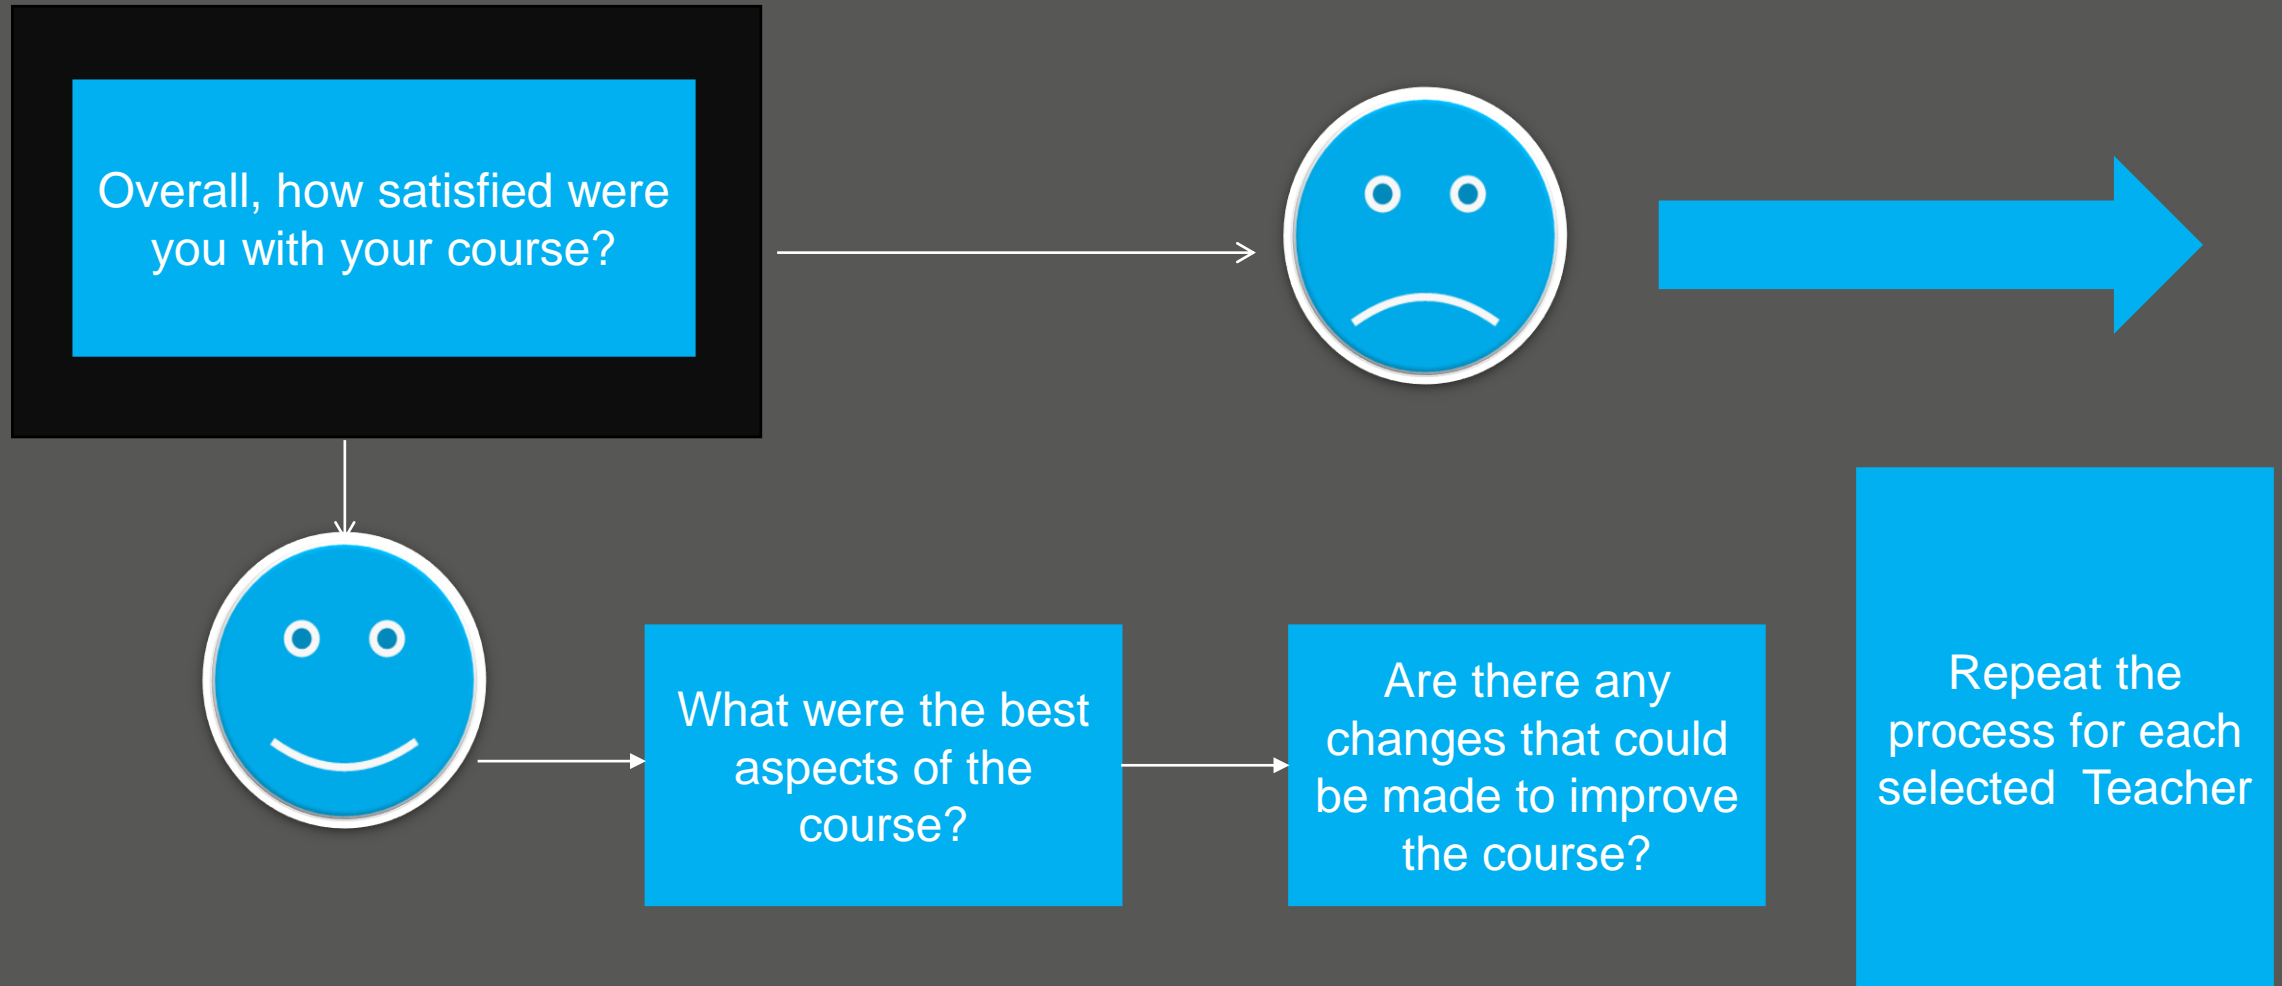 Overall, how satisfied were
you with your course?
What were the best
aspects of the
course?
Are there any
changes that could
be made to improve
the course?
Repeat the
process for each
selected  Teacher